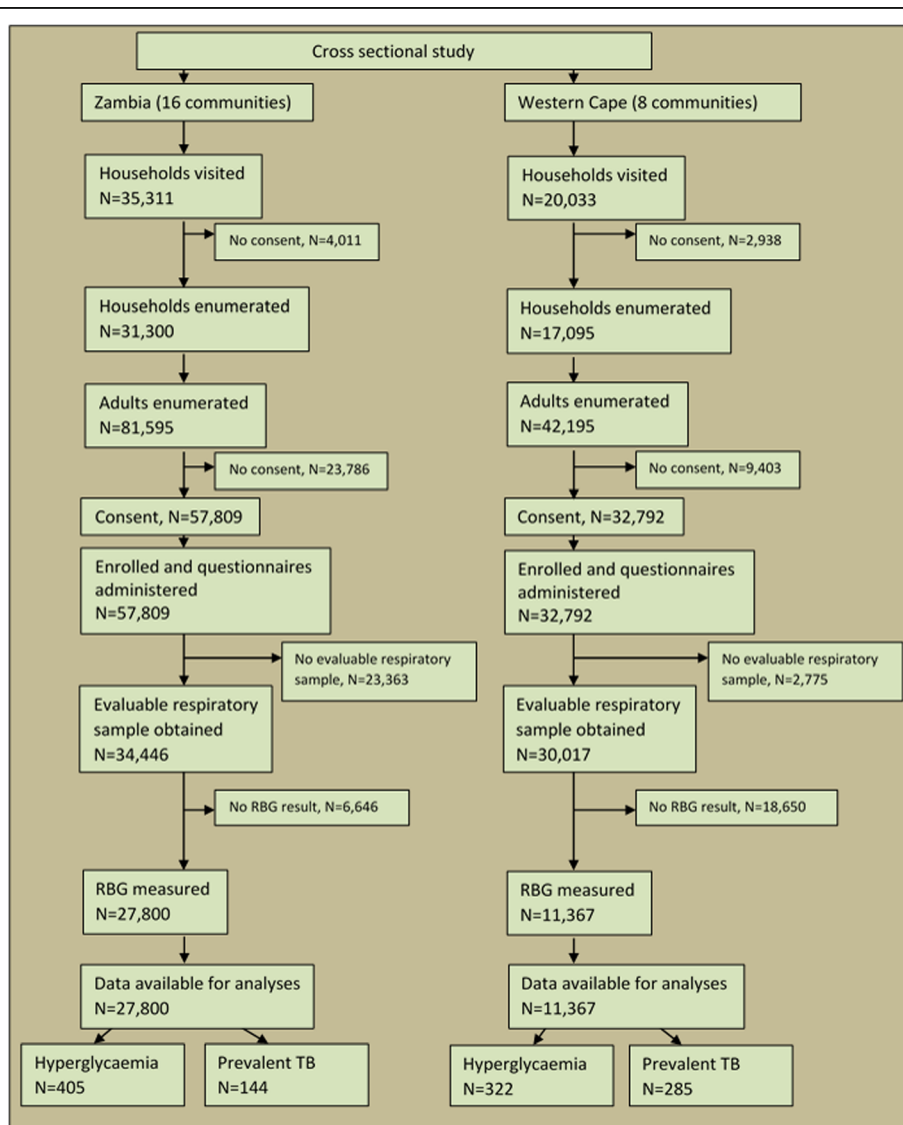 Cross sectional study
Zambia (16 communities)
Households visited
N=35,311
No consent, N=4,011
Households enumerated
N=31,300
Adults enumerated
N=81,595
No consent, N=23,786
Consent, N=57,809
Enrolled and questionnaires
administered
N=57,809
No evaluable respiratory
sample, N=23,363
Evaluable respiratory
sample obtained
N=34,446
No RBG result, N=6,646
RBG measured
N=27,800
Data available for analyses
N=27,800
Hyperglycaemia
N=405
Prevalent TB
N=144
Western Cape (8 communities)
Households visited
N=20,033
No consent, N=2,938
Households enumerated
N=17,095
Adults enumerated
N=42,195
No consent, N=9,403
Consent, N=32,792
Enrolled and questionnaires
administered
N=32,792
No evaluable respiratory
sample, N=2,775
Evaluable respiratory
sample obtained
N=30,017
No RBG result, N=18,650
RBG measured
N=11,367
Data available for analyses
N=11,367
Hyperglycaemia
N=322
Prevalent TB
N=285